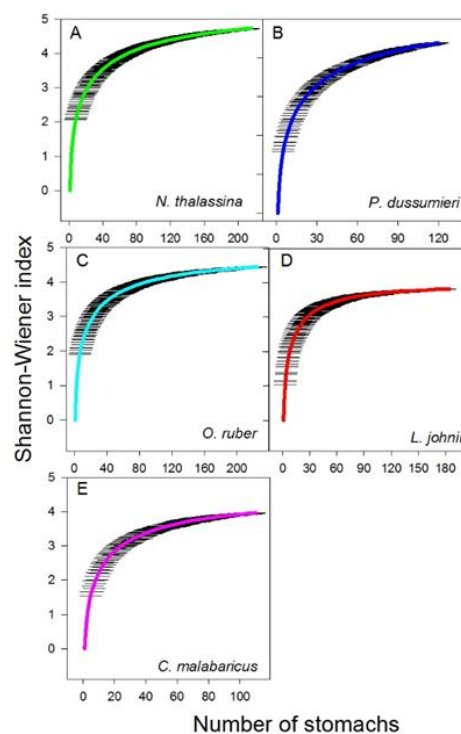 A
5
4
3
2
1
0
0 40 80 120 160 200
N. thalassina
B
0 30 60 90 120
P. dussumieri
Shannon-Wiener index
C
5
4
3
2
1
0
0 40 80 120 160 200
O. ruber
D
0 30 60 90 120 150 180
L. johnii
E
5
4
3
2
1
0
0 20 40 60 80 100
C. malabaricus
Number of stomachs